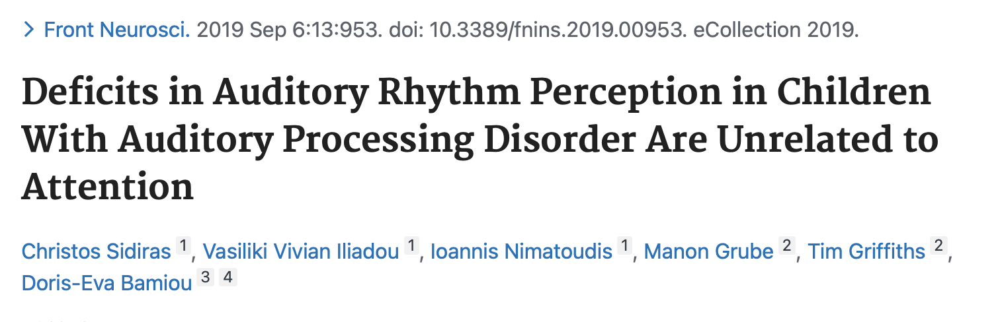 > Front Neurosci. 2019 Sep 6:13:953. doi: 10.3389/fnins.2019.00953. eCollection 2019.
Deficits in Auditory Rhythm Perception in Children
With Auditory Processing Disorder Are Unrelated to
Attention
Christos Sidiras 1, Vasiliki Vivian Iliadou 1, Ioannis Nimatoudis 1, Manon Grube 2, Tim Griffiths 2,
Doris-Eva Bamiou 3 4